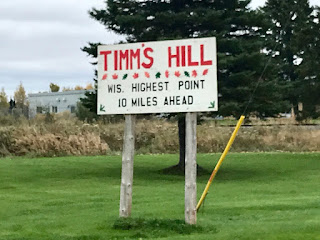 TIMM'S HILL
WIS. HIGHEST POINT
10 MILES AHEAD